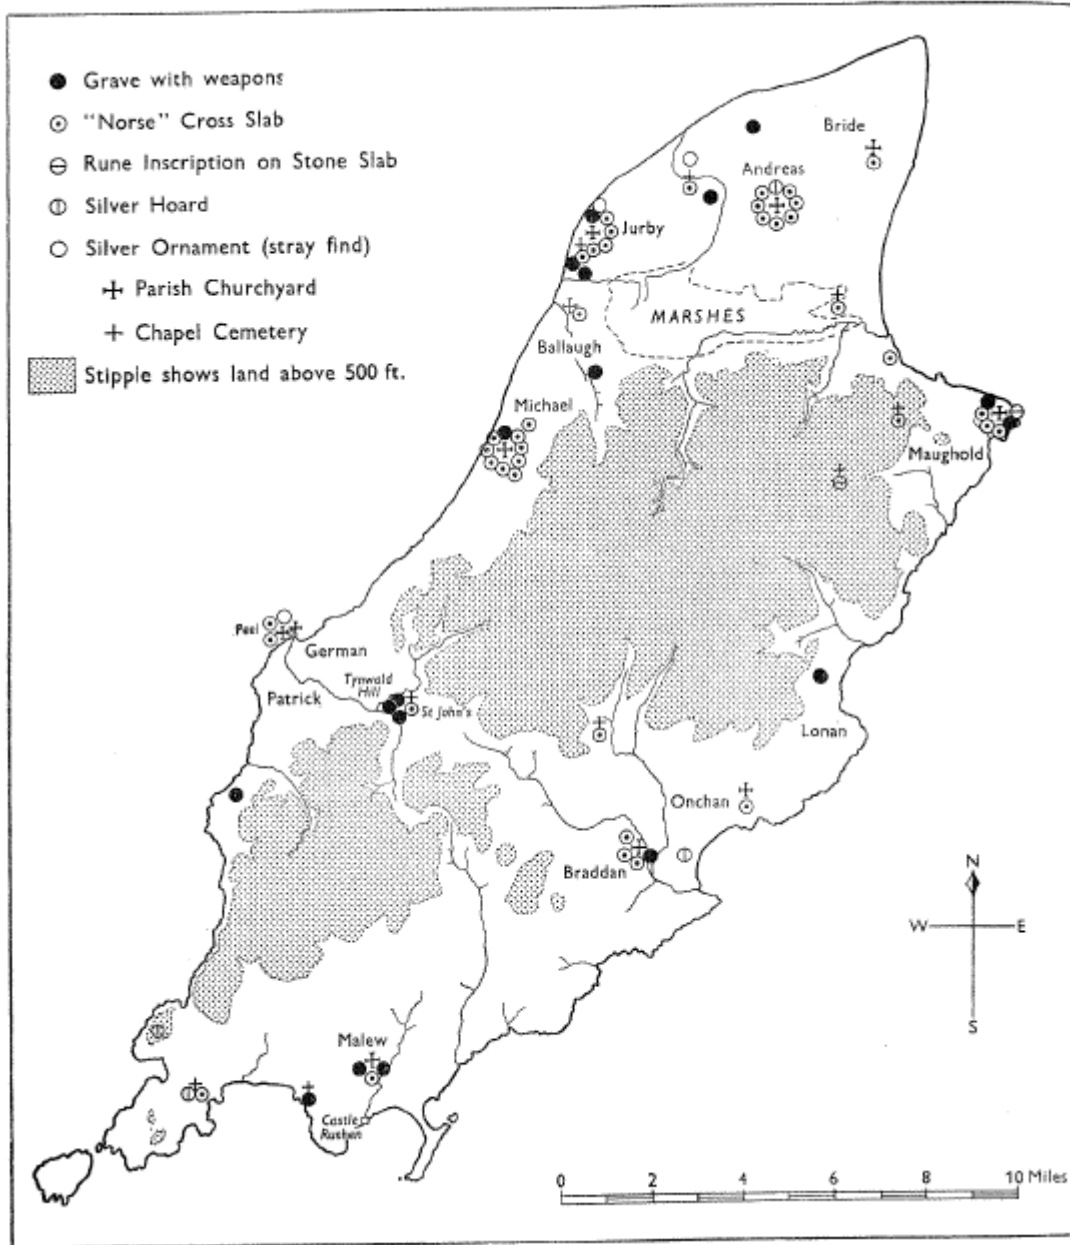 Grave with weapons
"Norse" Cross Slab
Rune Inscription on Stone Slab
Silver Hoard
Silver Ornament (stray find)
Parish Churchyard
Chapel Cemetery
Stipple shows land above 500 ft.
Bride
Andreas
Jurby
MARSHES
Ballaugh
Michael
Maughold
Peel
German
Tynwald
Hill
Patrick
St John's
Lonan
Onchan
Braddan
N
W E
S
Malew
Castle
Rushen
0 2 4 6 8 10 Miles